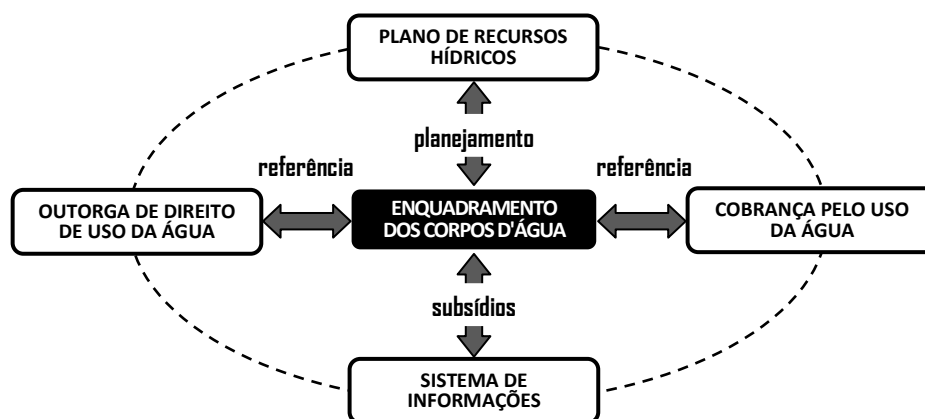 PLANO DE RECURSOS
HÍDRICOS
planejamento
referência
referência
OUTORGA DE DIREITO
DE USO DA ÁGUA
ENQUADRAMENTO
DOS CORPOS D'ÁGUA
COBRANÇA PELO USO
DA ÁGUA
subsídios
SISTEMA DE
INFORMAÇÕES